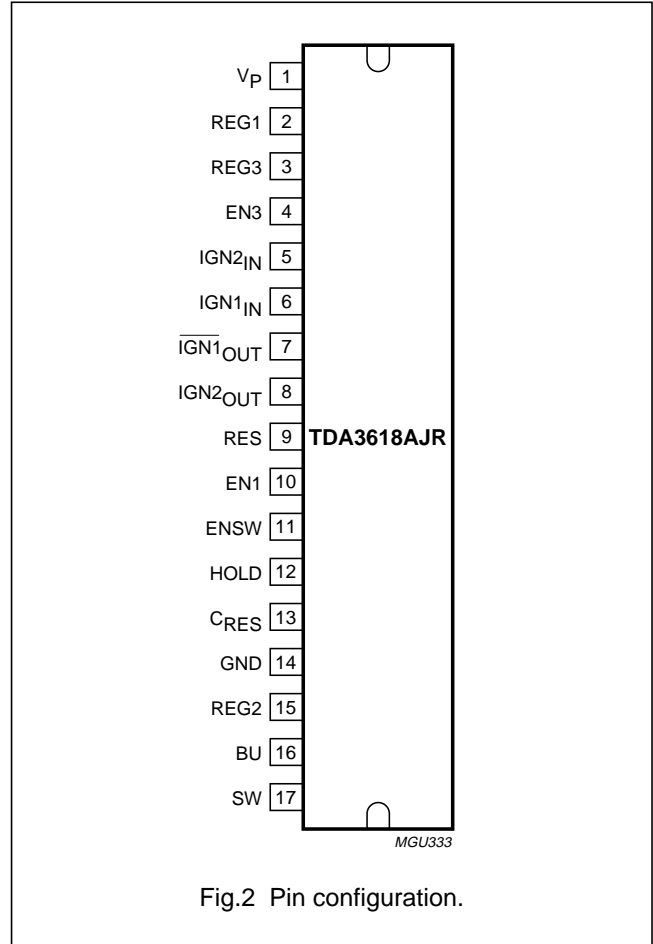 V_P 1
REG1 2
REG3 3
EN3 4
IGN2_IN 5
IGN1_IN 6
I̅G̅N̅1̅_OUT 7
IGN2_OUT 8
RES 9 TDA3618AJR
EN1 10
ENSW 11
HOLD 12
C_RES 13
GND 14
REG2 15
BU 16
SW 17
MGU333
Fig.2 Pin configuration.